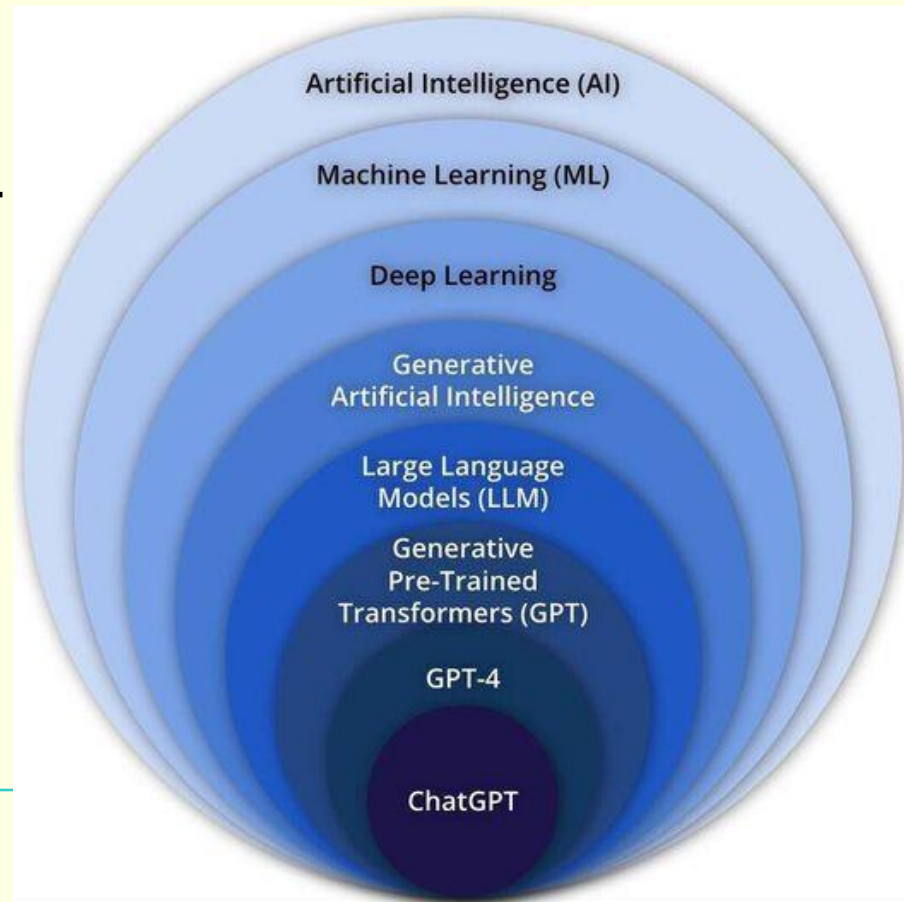 Artificial Intelligence (AI)
Machine Learning (ML)
Deep Learning
Generative
Artificial Intelligence
Large Language
Models (LLM)
Generative
Pre-Trained
Transformers (GPT)
GPT-4
ChatGPT